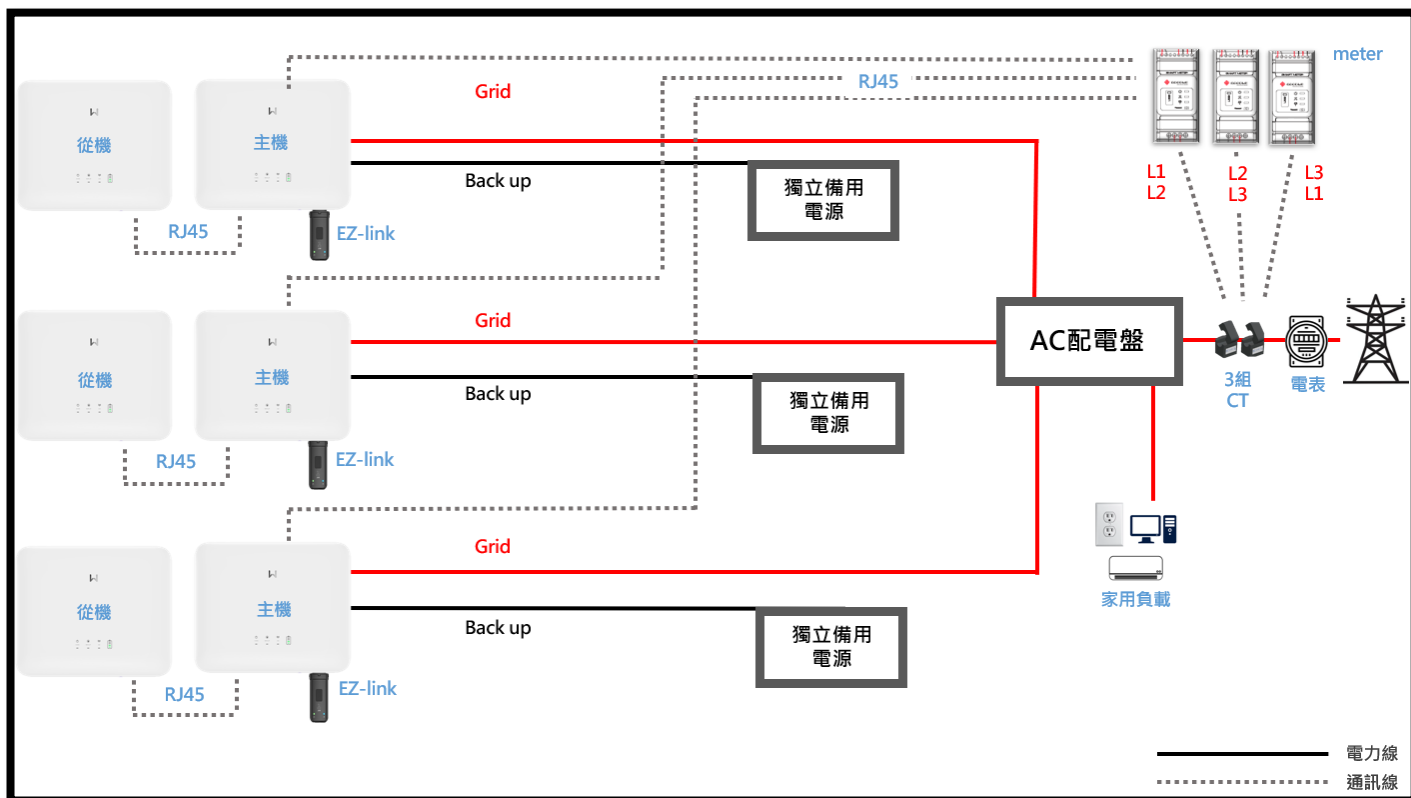 meter
RJ45
Grid
從機
主機
L1
L2
L2
L3
L3
L1
Back up
獨立備用
電源
RJ45
EZ-link
Grid
AC配電盤
從機
主機
3組
CT
電表
Back up
獨立備用
電源
RJ45
EZ-link
Grid
家用負載
從機
主機
Back up
獨立備用
電源
RJ45
EZ-link
電力線
通訊線